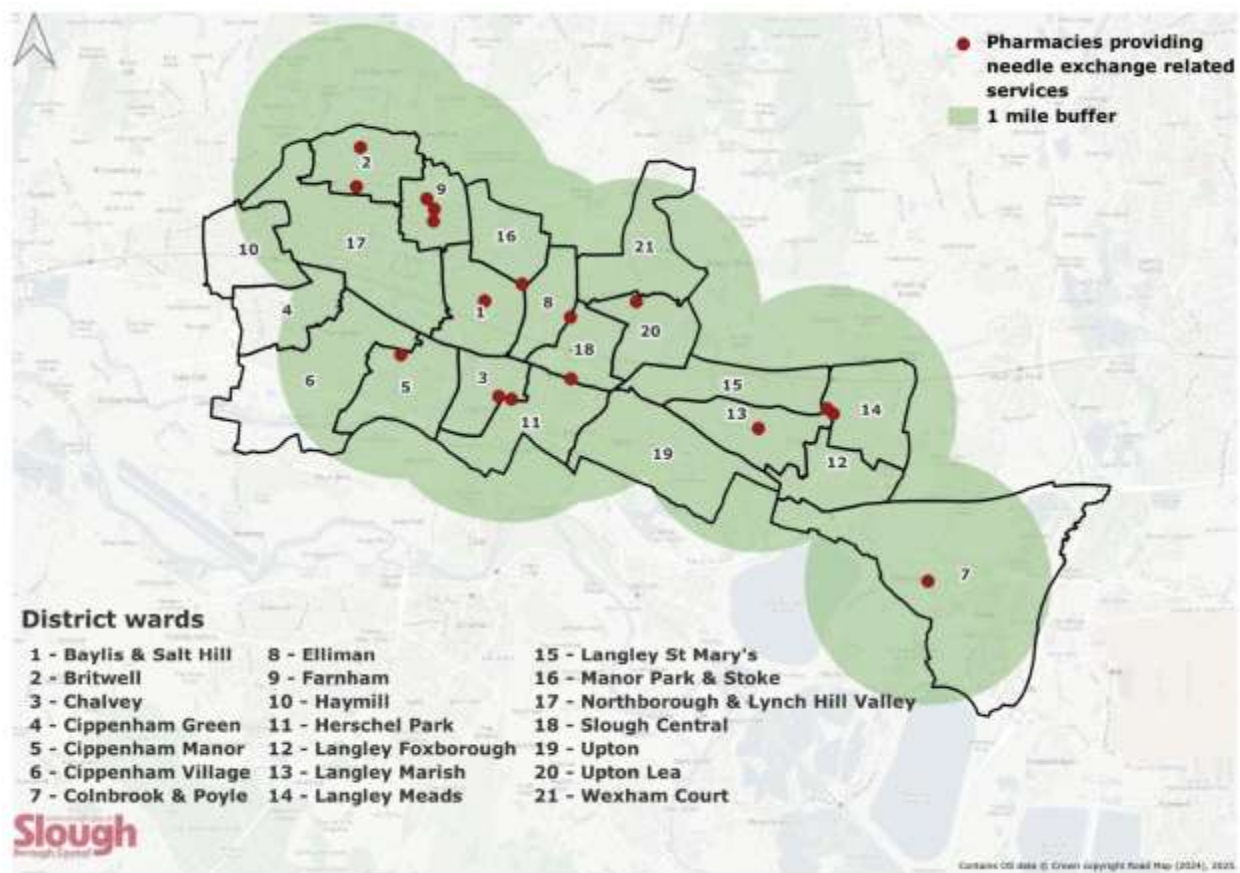 Pharmacies providing
needle exchange related
services
1 mile buffer
2
9
10
17
16
21
4
1
8
20
18
6
5
3
15
13
14
11
19
12
7
District wards
1 - Baylis & Salt Hill
2 - Britwell
3 - Chalvey
4 - Cippenham Green
5 - Cippenham Manor
6 - Cippenham Village
7 - Colnbrook & Poyle
8 - Elliman
9 - Farnham
10 - Haymill
11 - Herschel Park
12 - Langley Foxborough
13 - Langley Marish
14 - Langley Meads
15 - Langley St Mary's
16 - Manor Park & Stoke
17 - Northborough & Lynch Hill Valley
18 - Slough Central
19 - Upton
20 - Upton Lea
21 - Wexham Court
Slough
Borough Council
Contains OS data © Crown copyright Road Map (2024), 2025.